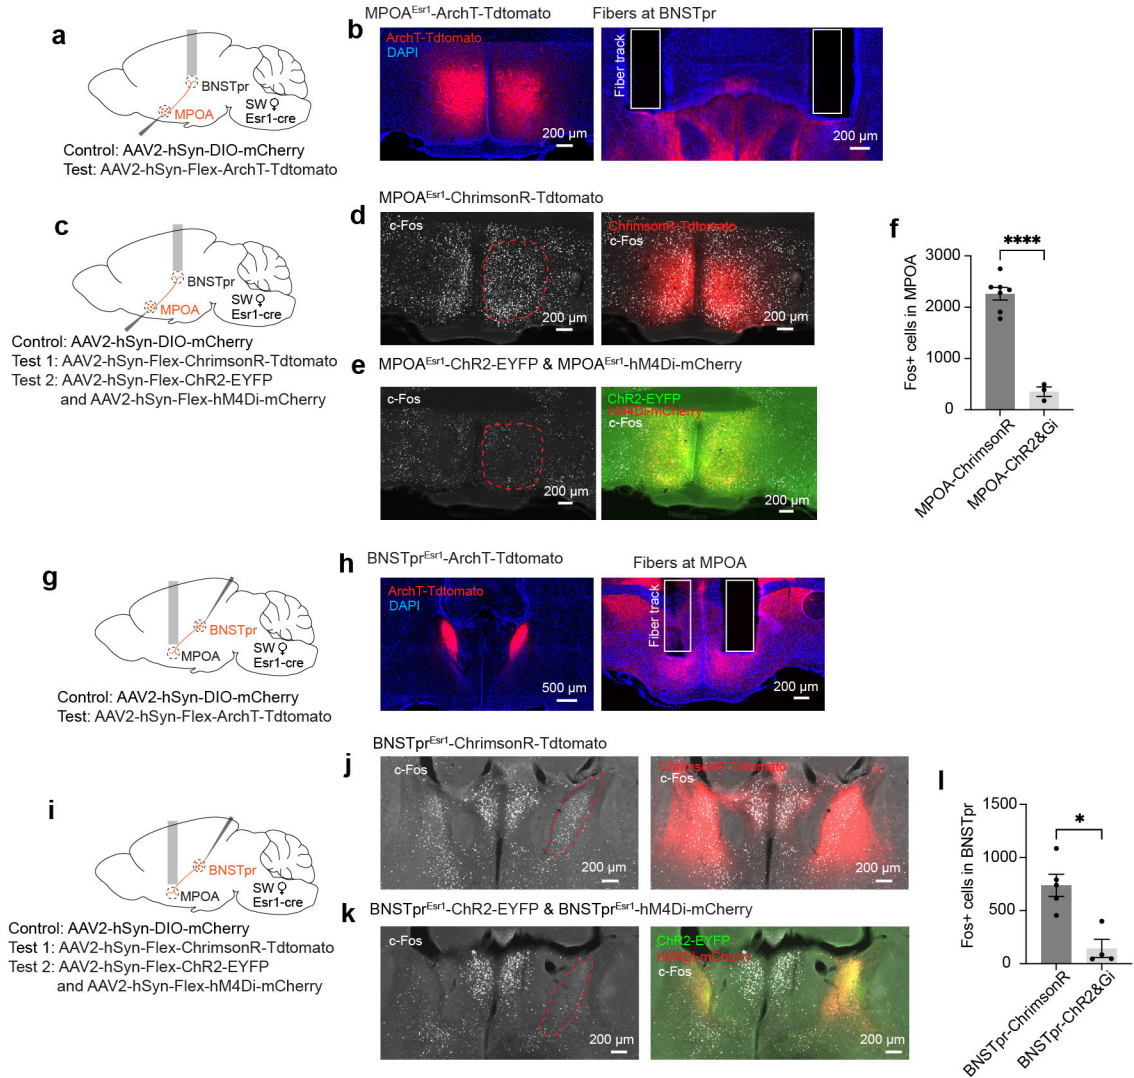 a
BNSTpr
MPOA
SW ♀
Esr1-cre
Control: AAV2-hSyn-DIO-mCherry
Test: AAV2-hSyn-Flex-ArchT-Tdtomato
b
MPOA^Esr1-ArchT-Tdtomato
Fibers at BNSTpr
ArchT-Tdtomato
DAPI
200 µm
Fiber track
200 µm
c
BNSTpr
MPOA
SW ♀
Esr1-cre
Control: AAV2-hSyn-DIO-mCherry
Test 1: AAV2-hSyn-Flex-ChrimsonR-Tdtomato
Test 2: AAV2-hSyn-Flex-ChR2-EYFP
and AAV2-hSyn-Flex-hM4Di-mCherry
d
MPOA^Esr1-ChrimsonR-Tdtomato
c-Fos
200 µm
ChrimsonR-Tdtomato
c-Fos
200 µm
e
MPOA^Esr1-ChR2-EYFP & MPOA^Esr1-hM4Di-mCherry
c-Fos
200 µm
ChR2-EYFP
hM4Di-mCherry
c-Fos
200 µm
f
****
Fos+ cells in MPOA
3000
2000
1000
0
MPOA-ChrimsonR
MPOA-ChR2&Gi
g
BNSTpr
MPOA
SW ♀
Esr1-cre
Control: AAV2-hSyn-DIO-mCherry
Test: AAV2-hSyn-Flex-ArchT-Tdtomato
h
BNSTpr^Esr1-ArchT-Tdtomato
Fibers at MPOA
ArchT-Tdtomato
DAPI
500 µm
Fiber track
200 µm
i
BNSTpr
MPOA
SW ♀
Esr1-cre
Control: AAV2-hSyn-DIO-mCherry
Test 1: AAV2-hSyn-Flex-ChrimsonR-Tdtomato
Test 2: AAV2-hSyn-Flex-ChR2-EYFP
and AAV2-hSyn-Flex-hM4Di-mCherry
j
BNSTpr^Esr1-ChrimsonR-Tdtomato
c-Fos
200 µm
ChrimsonR-Tdtomato
c-Fos
200 µm
k
BNSTpr^Esr1-ChR2-EYFP & BNSTpr^Esr1-hM4Di-mCherry
c-Fos
200 µm
ChR2-EYFP
hM4Di-mCherry
c-Fos
200 µm
l
*
Fos+ cells in BNSTpr
1500
1000
500
0
BNSTpr-ChrimsonR
BNSTpr-ChR2&Gi